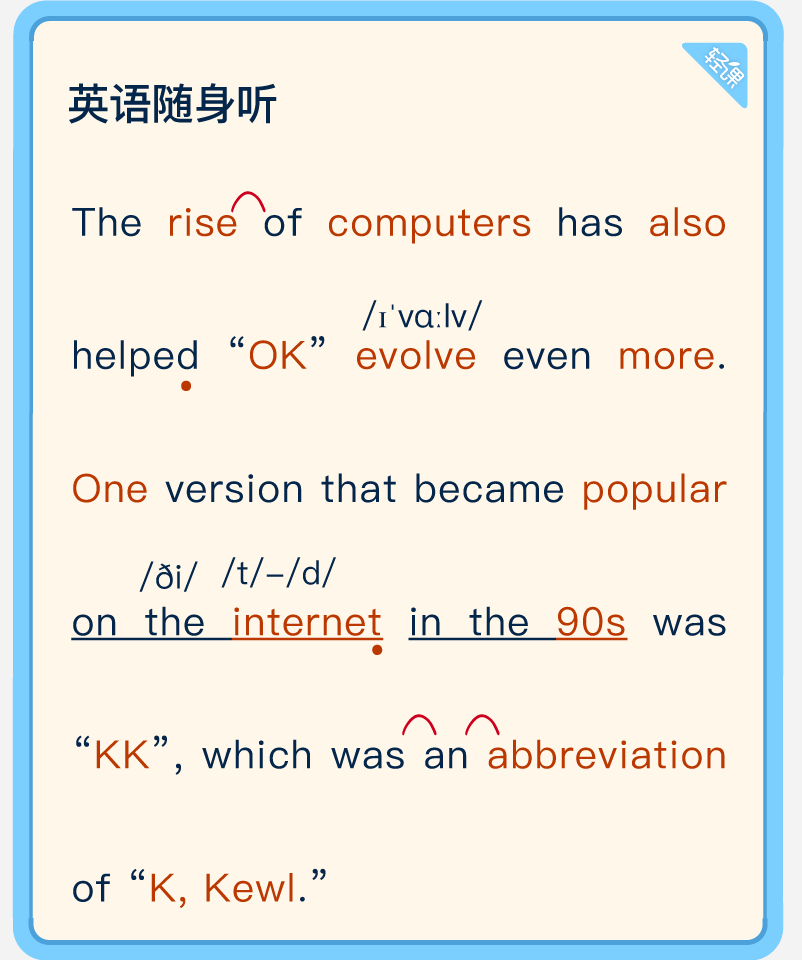 轻课
英语随身听
The rise of computers has also
/ɪˈvɑːlv/
helped “OK” evolve even more.
One version that became popular
/ði/ /t/–/d/
on the internet in the 90s was
“KK”, which was an abbreviation
of “K, Kewl.”